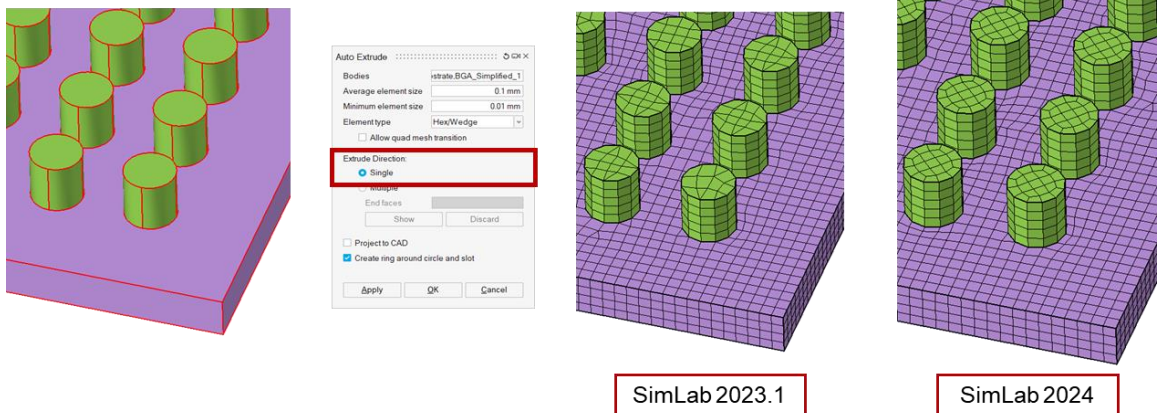 Auto Extrude
Bodies strate,BGA_Simplified_1
Average element size 0.1 mm
Minimum element size 0.01 mm
Element type Hex/Wedge
Allow quad mesh transition
Extrude Direction:
Single
Multiple
End faces
Show Discard
Project to CAD
Create ring around circle and slot
Apply OK Cancel
SimLab 2023.1 SimLab 2024